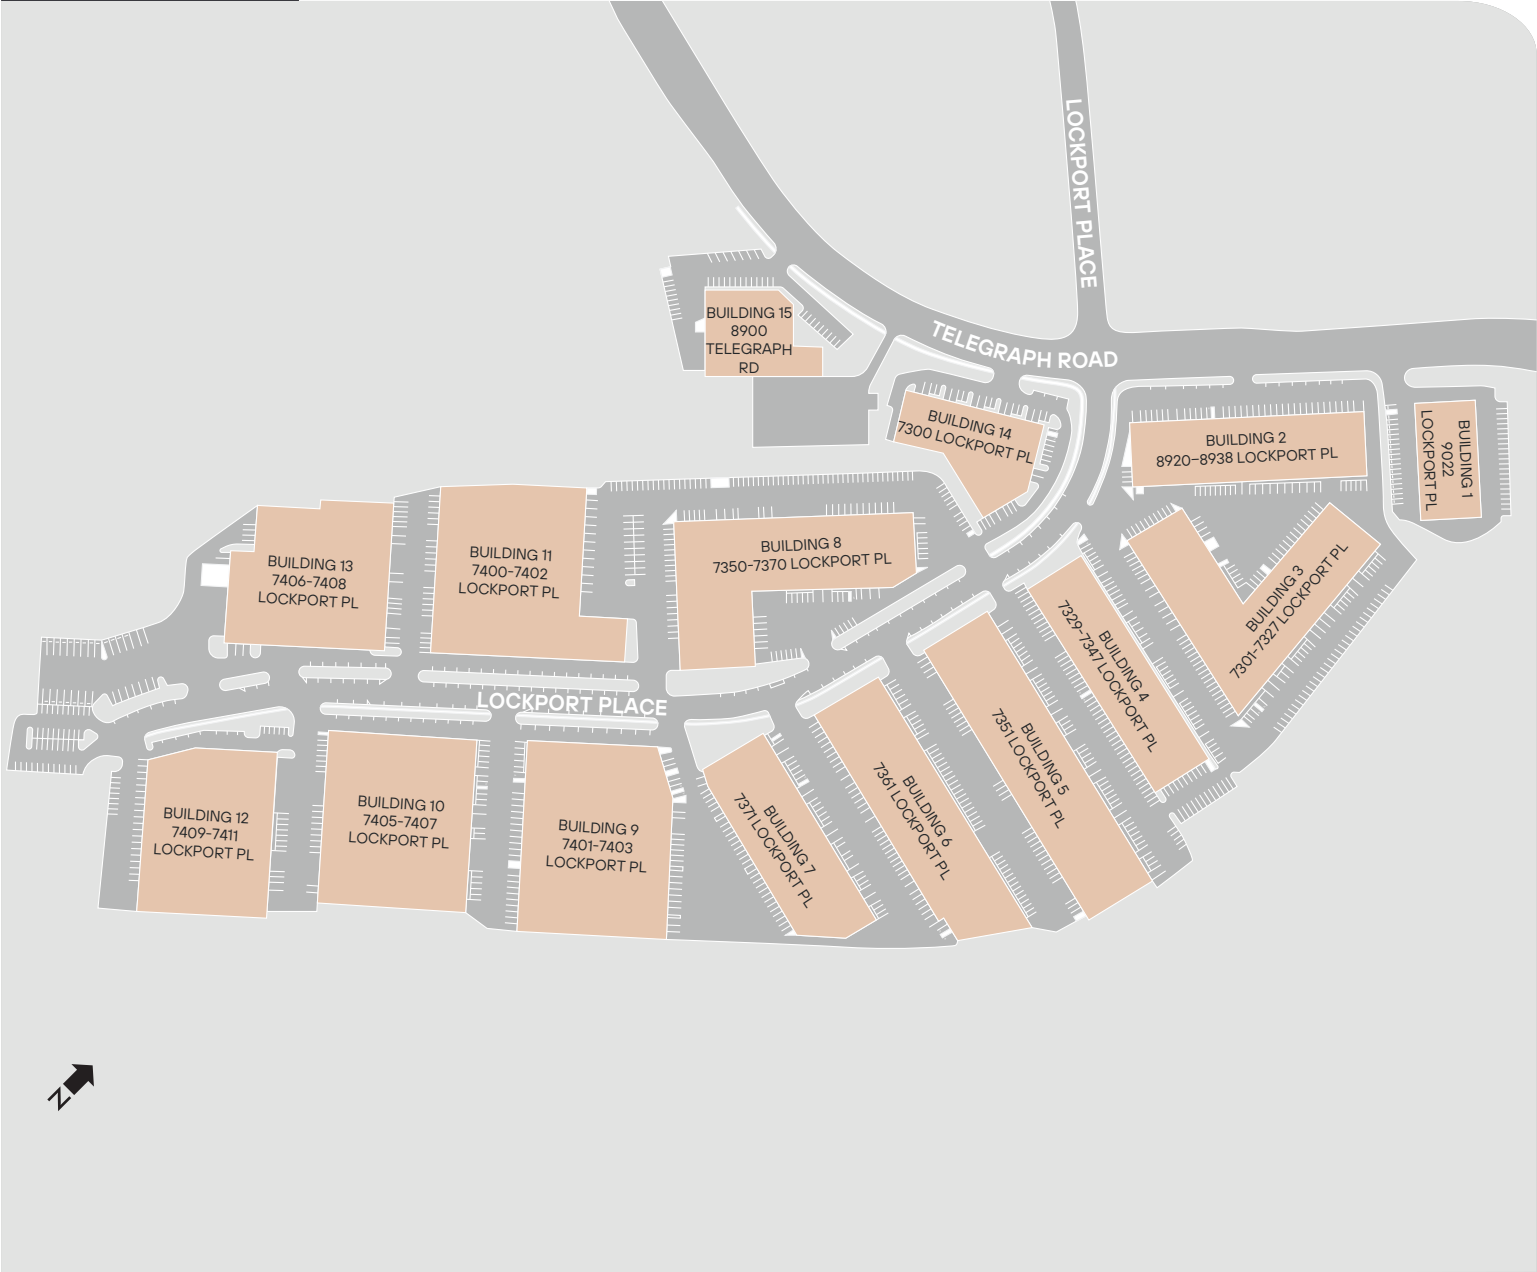 LOCKPORT PLACE
TELEGRAPH ROAD
BUILDING 15
8900
TELEGRAPH
RD
BUILDING 14
7300 LOCKPORT PL
BUILDING 2
8920-8938 LOCKPORT PL
BUILDING 1
9022
LOCKPORT PL
BUILDING 13
7406-7408
LOCKPORT PL
BUILDING 11
7400-7402
LOCKPORT PL
BUILDING 8
7350-7370 LOCKPORT PL
BUILDING 3
7301-7327 LOCKPORT PL
BUILDING 4
7329-7347 LOCKPORT PL
BUILDING 5
7351 LOCKPORT PL
LOCKPORT PLACE
BUILDING 6
7361 LOCKPORT PL
BUILDING 7
7371 LOCKPORT PL
BUILDING 12
7409-7411
LOCKPORT PL
BUILDING 10
7405-7407
LOCKPORT PL
BUILDING 9
7401-7403
LOCKPORT PL
N